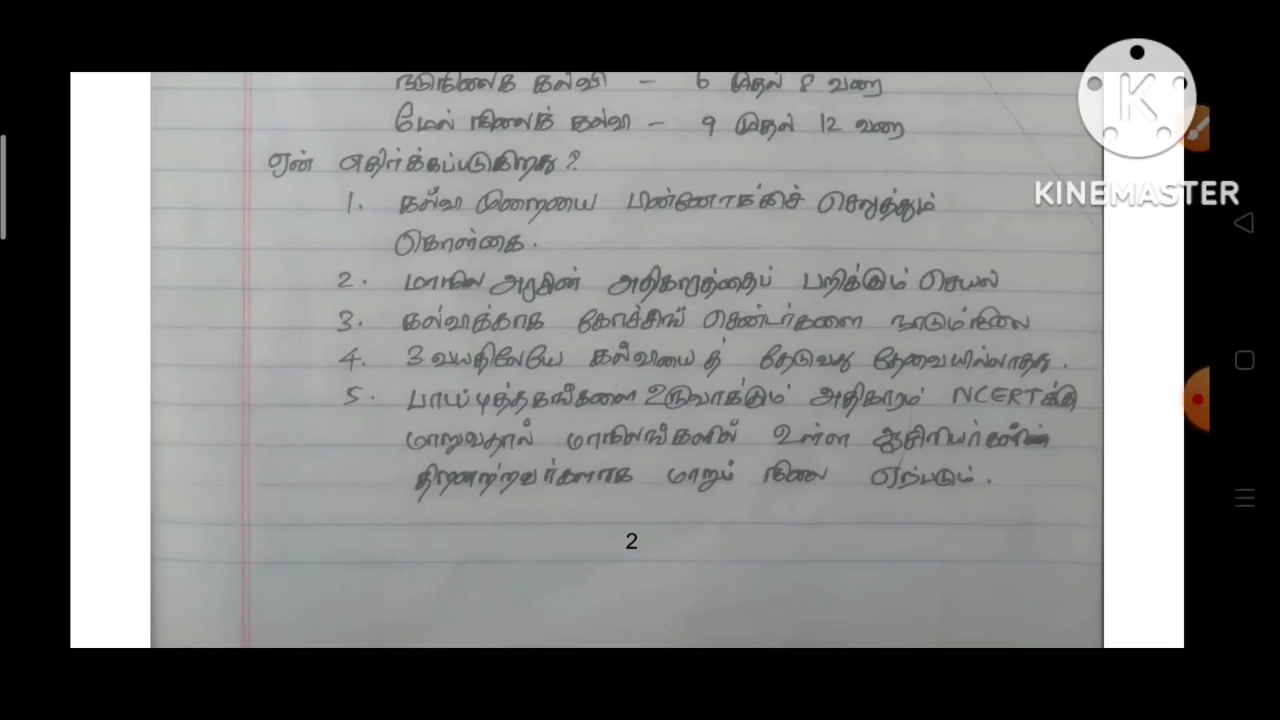 நடுநிலைக் கல்வி - 6 முதல் 8 வரை
மேல் நிலைக் கல்வி - 9 முதல் 12 வரை
ஏன் எதிர்க்கப்படுகிறது?
1. கல்வி முறையை பின்னோக்கிச் செலுத்தும்
கொள்கை.
2. மாநில அரசின் அதிகாரத்தைப் பறிக்கும் செயல்
3. கல்விக்காக கோச்சிங் சென்டர்களை நாடும்நிலை
4. 3 வயதிலேயே கல்வியைத் தேடுவது தேவையில்லாதது.
5. பாடப்புத்தகங்களை உருவாக்கும் அதிகாரம் NCERTக்கு
மாறுவதால் மாநிலங்களில் உள்ள ஆசிரியர்கள்
திறனற்றவர்களாக மாறும் நிலை ஏற்படும்.
2
K
KINEMASTER